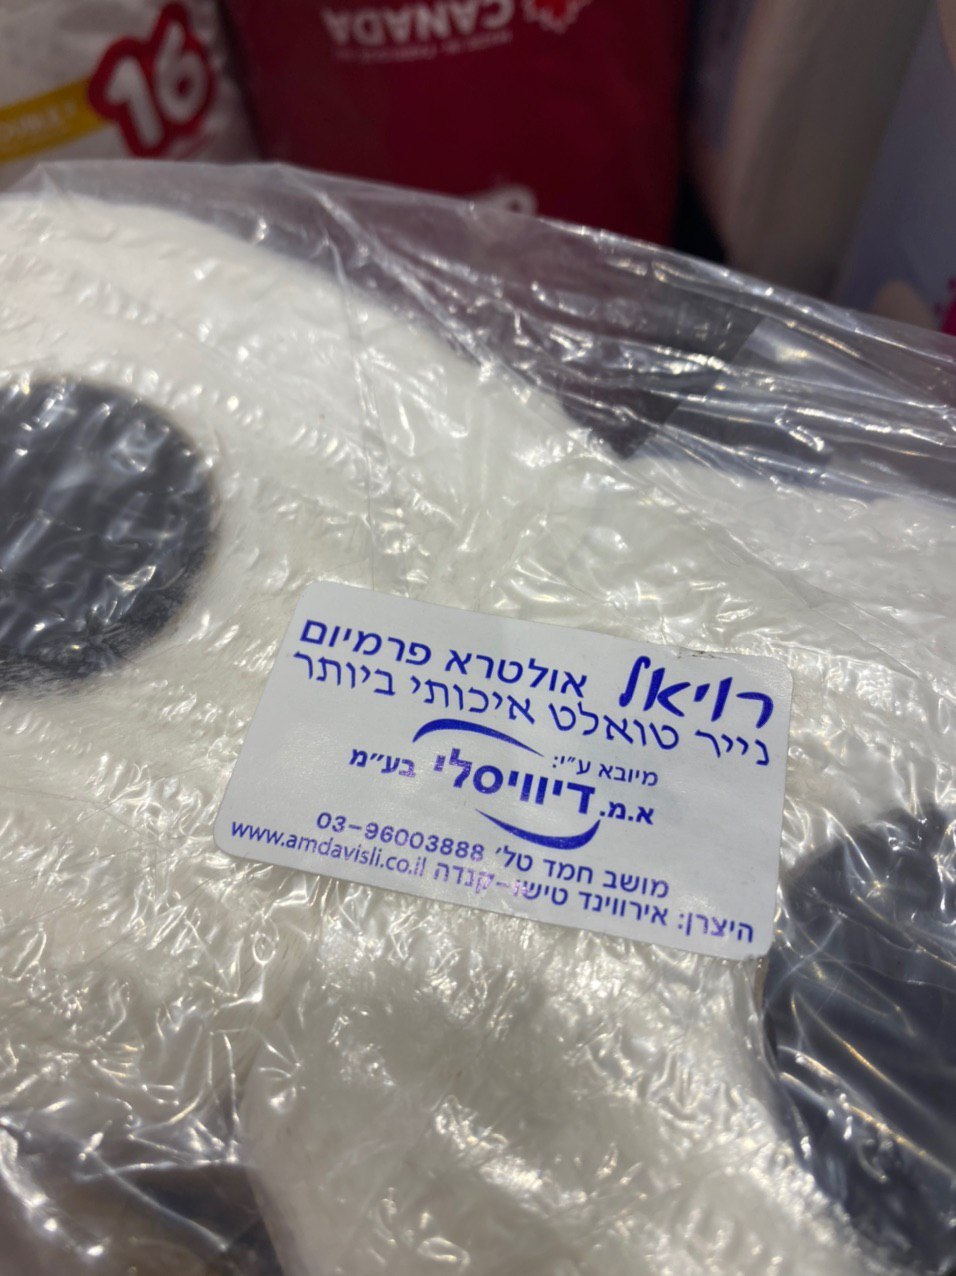 CANADA
16
רויאל אולטרא פרמיום
נייר טואלט איכותי ביותר
מיובא ע״י:
א.מ. דיוויסלי בע״מ
מושב חמד טל׳ 03-96003888
היצרן: אירווינד טישו-קנדה www.amdavisli.co.il